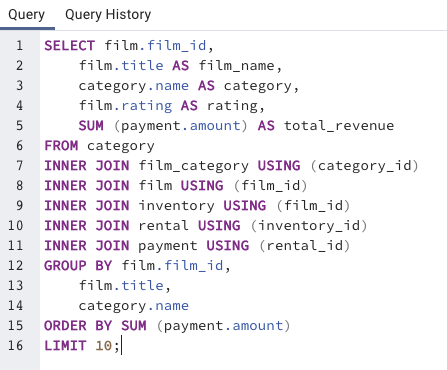 Query Query History
1 SELECT film.film_id,
2 film.title AS film_name,
3 category.name AS category,
4 film.rating AS rating,
5 SUM (payment.amount) AS total_revenue
6 FROM category
7 INNER JOIN film_category USING (category_id)
8 INNER JOIN film USING (film_id)
9 INNER JOIN inventory USING (film_id)
10 INNER JOIN rental USING (inventory_id)
11 INNER JOIN payment USING (rental_id)
12 GROUP BY film.film_id,
13 film.title,
14 category.name
15 ORDER BY SUM (payment.amount)
16 LIMIT 10;